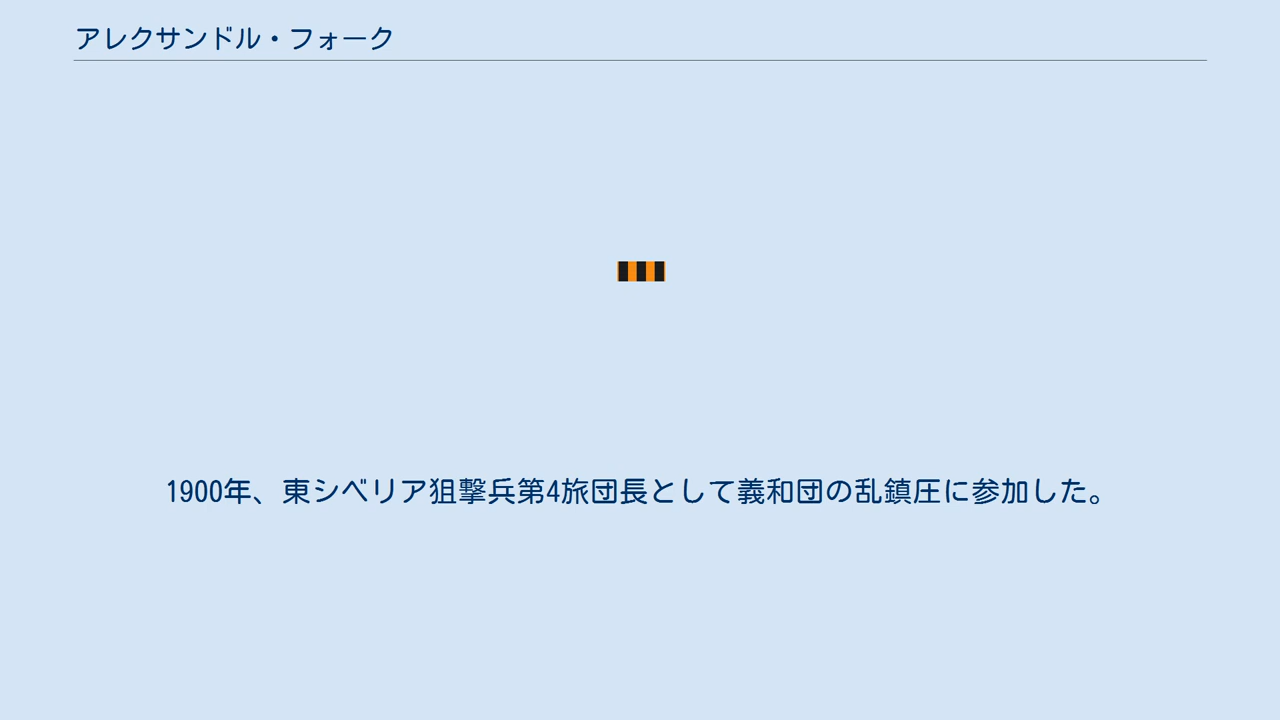 アレクサンドル・フォーク
1900年、東シベリア狙撃兵第4旅団長として義和団の乱鎮圧に参加した。